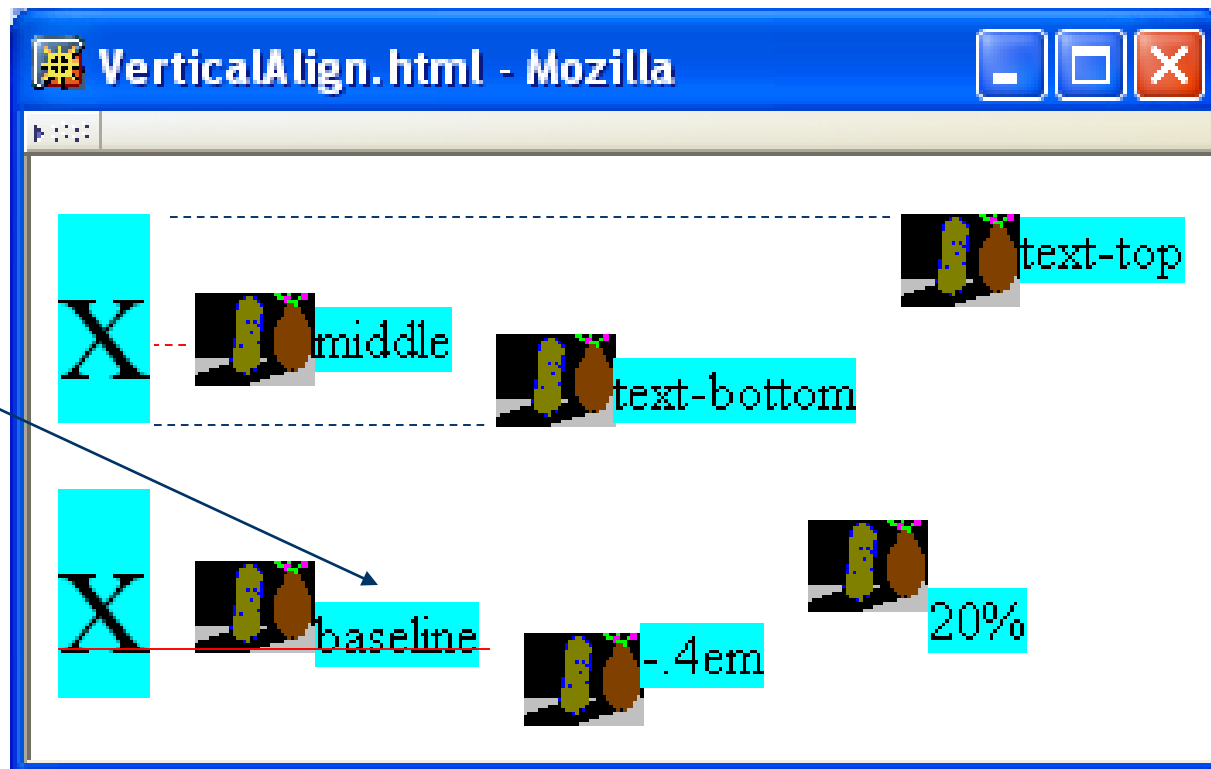 VerticalAlign.html - Mozilla
text-top
X
middle
text-bottom
X
baseline
-.4em
20%